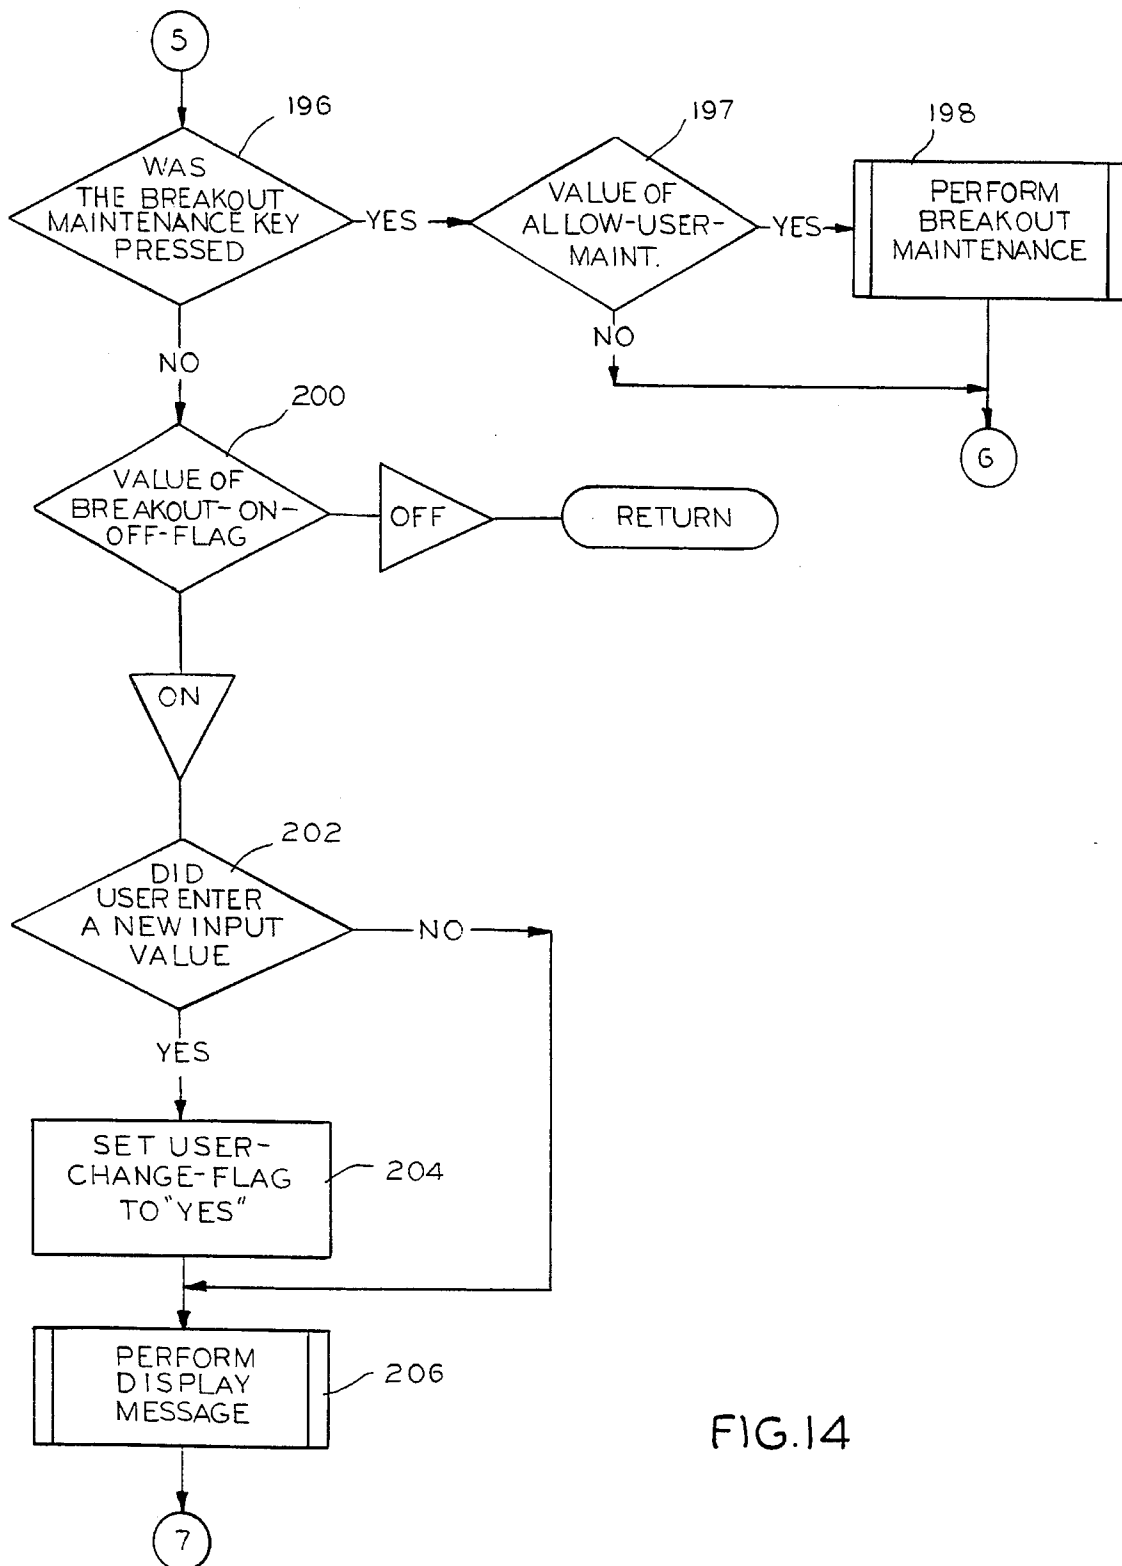 5
196
WAS
THE BREAKOUT
MAINTENANCE KEY
PRESSED
YES
197
VALUE OF
ALLOW-USER-
MAINT.
YES
198
PERFORM
BREAKOUT
MAINTENANCE
NO
NO
6
200
VALUE OF
BREAKOUT-ON-
OFF-FLAG
OFF
RETURN
ON
202
DID
USER ENTER
A NEW INPUT
VALUE
NO
YES
SET USER-
CHANGE-FLAG
TO "YES"
204
PERFORM
DISPLAY
MESSAGE
206
FIG.14
7